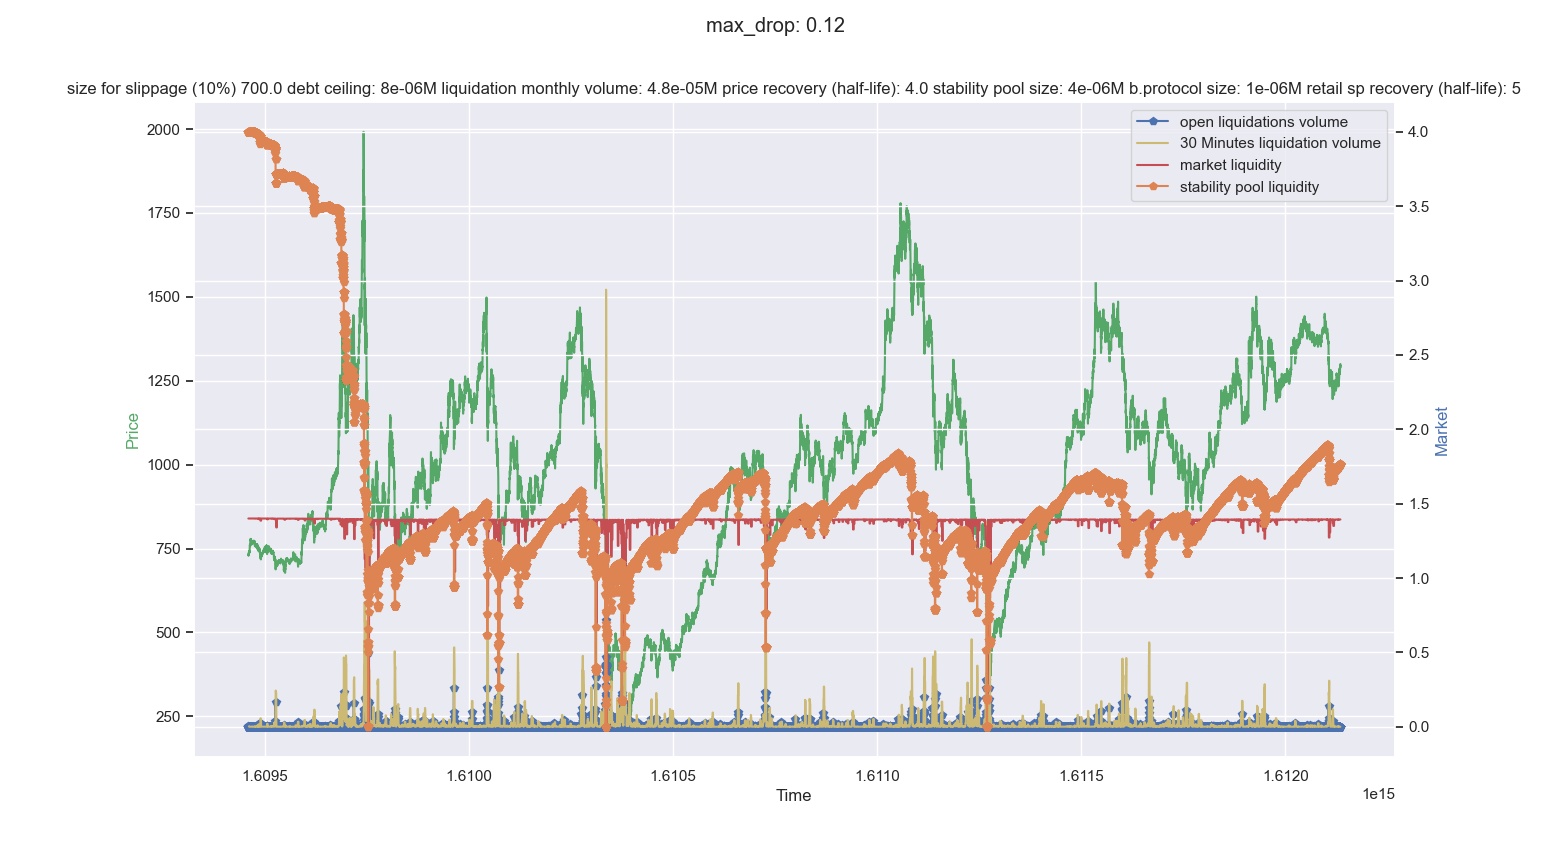 max_drop: 0.12
size for slippage (10%) 700.0 debt ceiling: 8e-06M liquidation monthly volume: 4.8e-05M price recovery (half-life): 4.0 stability pool size: 4e-06M b.protocol size: 1e-06M retail sp recovery (half-life): 5
open liquidations volume
30 Minutes liquidation volume
market liquidity
stability pool liquidity
2000
1750
1500
1250
1000
750
500
250
Price
4.0
3.5
3.0
2.5
2.0
1.5
1.0
0.5
0.0
Market
1.6095 1.6100 1.6105 1.6110 1.6115 1.6120
Time
1e15